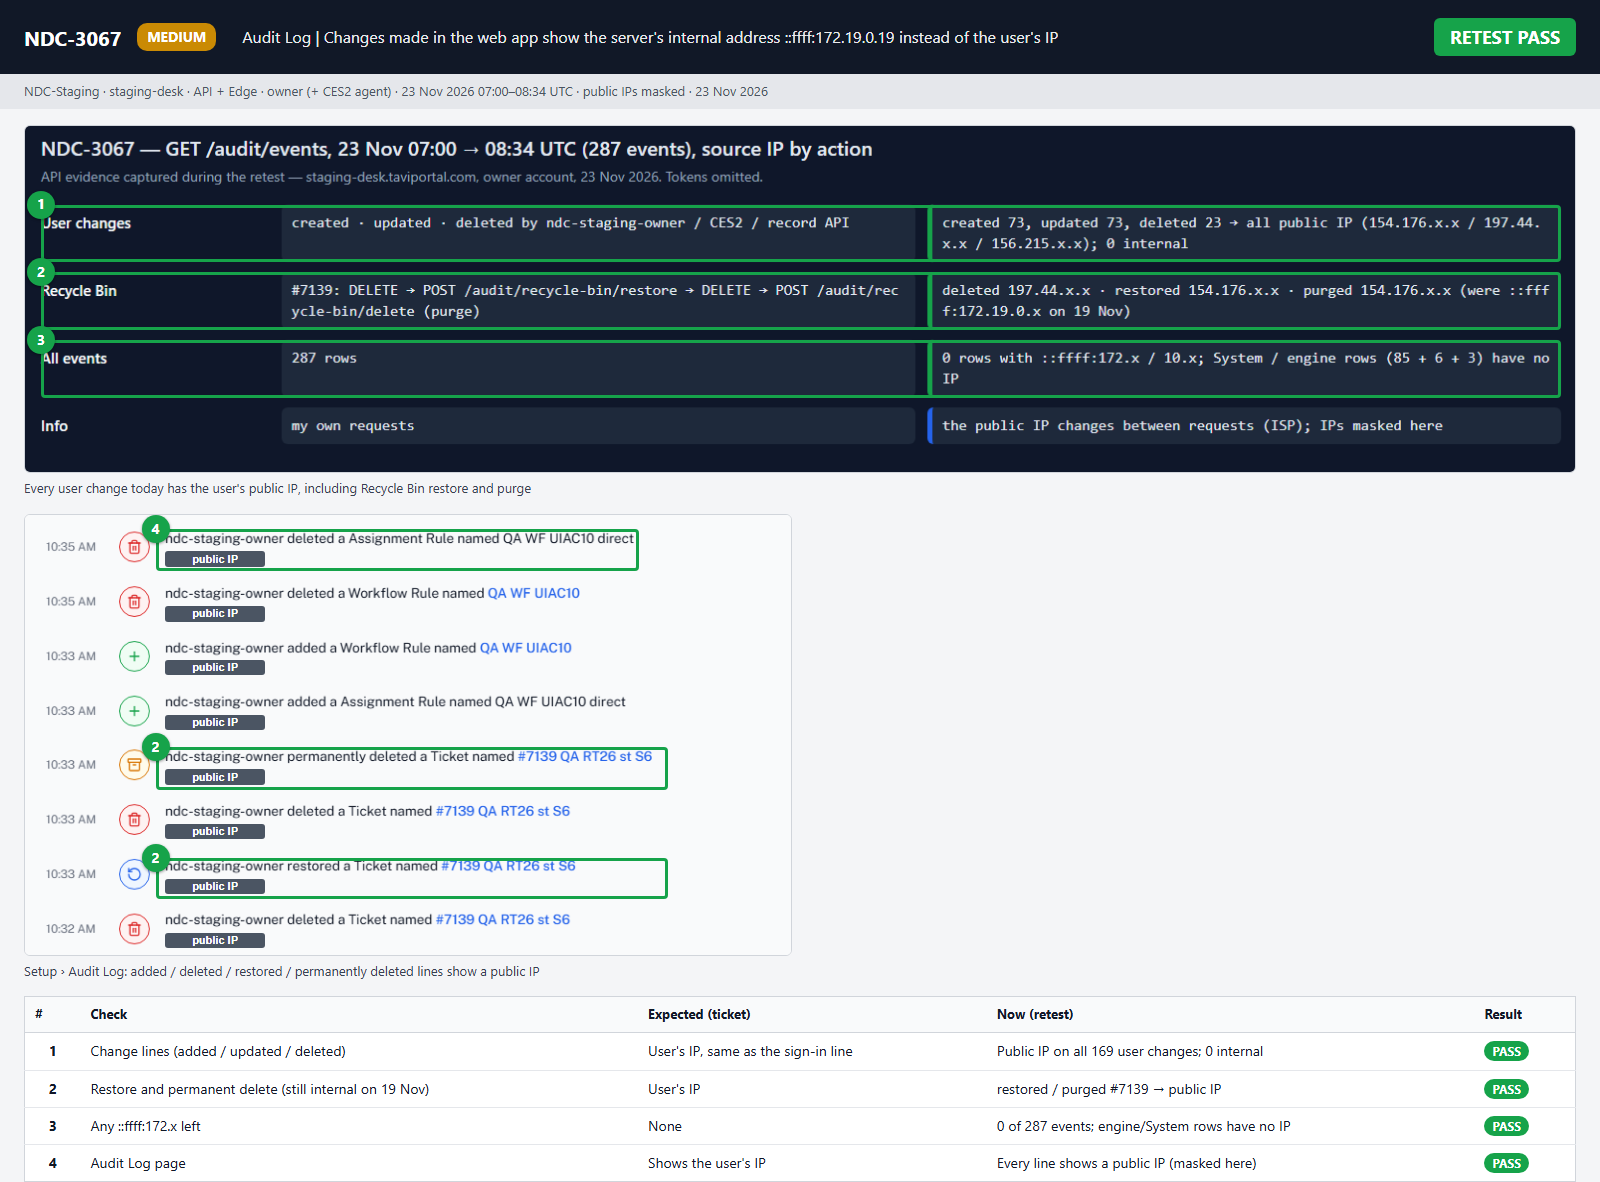 NDC-3067 MEDIUM Audit Log | Changes made in the web app show the server's internal address ::ffff:172.19.0.19 instead of the user's IP RETEST PASS
NDC-Staging · staging-desk · API + Edge · owner (+ CES2 agent) · 23 Nov 2026 07:00–08:34 UTC · public IPs masked · 23 Nov 2026
NDC-3067 — GET /audit/events, 23 Nov 07:00 → 08:34 UTC (287 events), source IP by action
API evidence captured during the retest — staging-desk.taviportal.com, owner account, 23 Nov 2026. Tokens omitted.
1
User changes
created · updated · deleted by ndc-staging-owner / CES2 / record API
created 73, updated 73, deleted 23 → all public IP (154.176.x.x / 197.44.
x.x / 156.215.x.x); 0 internal
2
Recycle Bin
#7139: DELETE → POST /audit/recycle-bin/restore → DELETE → POST /audit/rec
ycle-bin/delete (purge)
deleted 197.44.x.x · restored 154.176.x.x · purged 154.176.x.x (were ::fff
f:172.19.0.x on 19 Nov)
3
All events
287 rows
0 rows with ::ffff:172.x / 10.x; System / engine rows (85 + 6 + 3) have no
IP
Info
my own requests
the public IP changes between requests (ISP); IPs masked here
Every user change today has the user's public IP, including Recycle Bin restore and purge
4
10:35 AM ndc-staging-owner deleted a Assignment Rule named QA WF UIAC10 direct
public IP
10:35 AM ndc-staging-owner deleted a Workflow Rule named QA WF UIAC10
public IP
10:33 AM ndc-staging-owner added a Workflow Rule named QA WF UIAC10
public IP
10:33 AM ndc-staging-owner added a Assignment Rule named QA WF UIAC10 direct
public IP
2
10:33 AM ndc-staging-owner permanently deleted a Ticket named #7139 QA RT26 st S6
public IP
10:33 AM ndc-staging-owner deleted a Ticket named #7139 QA RT26 st S6
public IP
2
10:33 AM ndc-staging-owner restored a Ticket named #7139 QA RT26 st S6
public IP
10:32 AM ndc-staging-owner deleted a Ticket named #7139 QA RT26 st S6
public IP
Setup › Audit Log: added / deleted / restored / permanently deleted lines show a public IP
# Check Expected (ticket) Now (retest) Result
1 Change lines (added / updated / deleted) User's IP, same as the sign-in line Public IP on all 169 user changes; 0 internal PASS
2 Restore and permanent delete (still internal on 19 Nov) User's IP restored / purged #7139 → public IP PASS
3 Any ::ffff:172.x left None 0 of 287 events; engine/System rows have no IP PASS
4 Audit Log page Shows the user's IP Every line shows a public IP (masked here) PASS